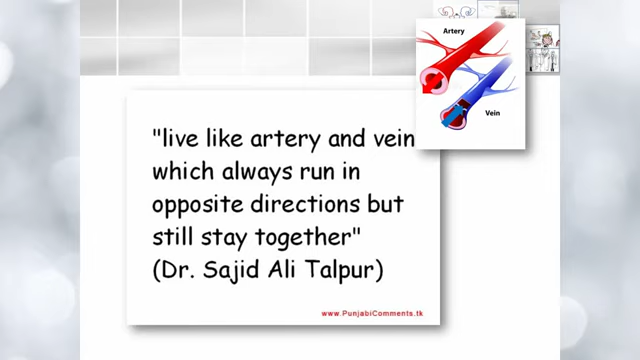 Artery
Vein
"live like artery and vein
which always run in
opposite directions but
still stay together"
(Dr. Sajid Ali Talpur)
www.PunjabiComments.tk